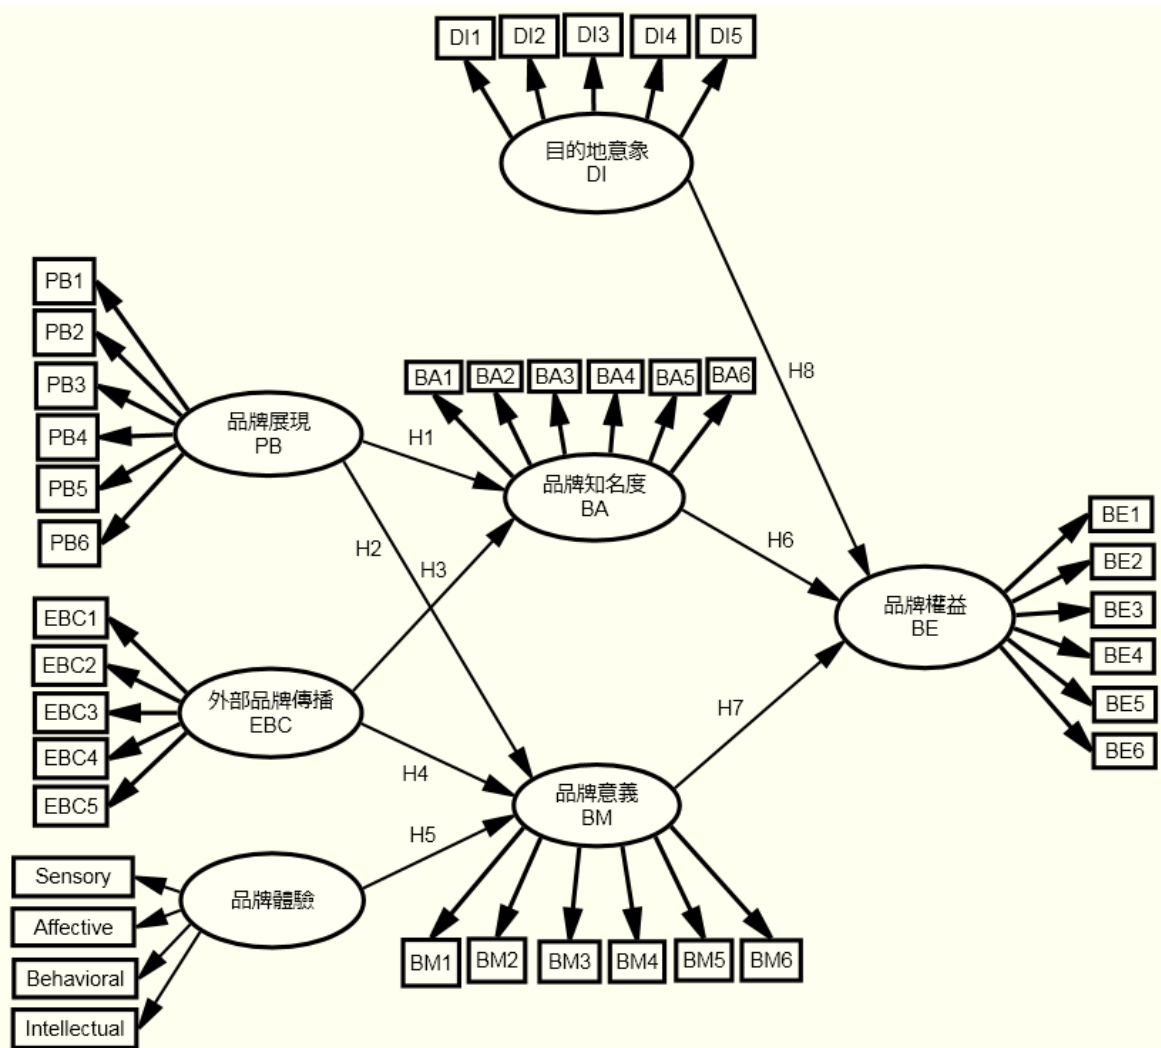 DI1
DI2
DI3
DI4
DI5
目的地意象
DI
PB1
PB2
PB3
PB4
PB5
PB6
品牌展現
PB
H1
H2
H3
H8
BA1
BA2
BA3
BA4
BA5
BA6
品牌知名度
BA
H6
EBC1
EBC2
EBC3
EBC4
EBC5
外部品牌傳播
EBC
H4
H7
品牌權益
BE
BE1
BE2
BE3
BE4
BE5
BE6
Sensory
Affective
Behavioral
Intellectual
品牌體驗
H5
品牌意義
BM
BM1
BM2
BM3
BM4
BM5
BM6